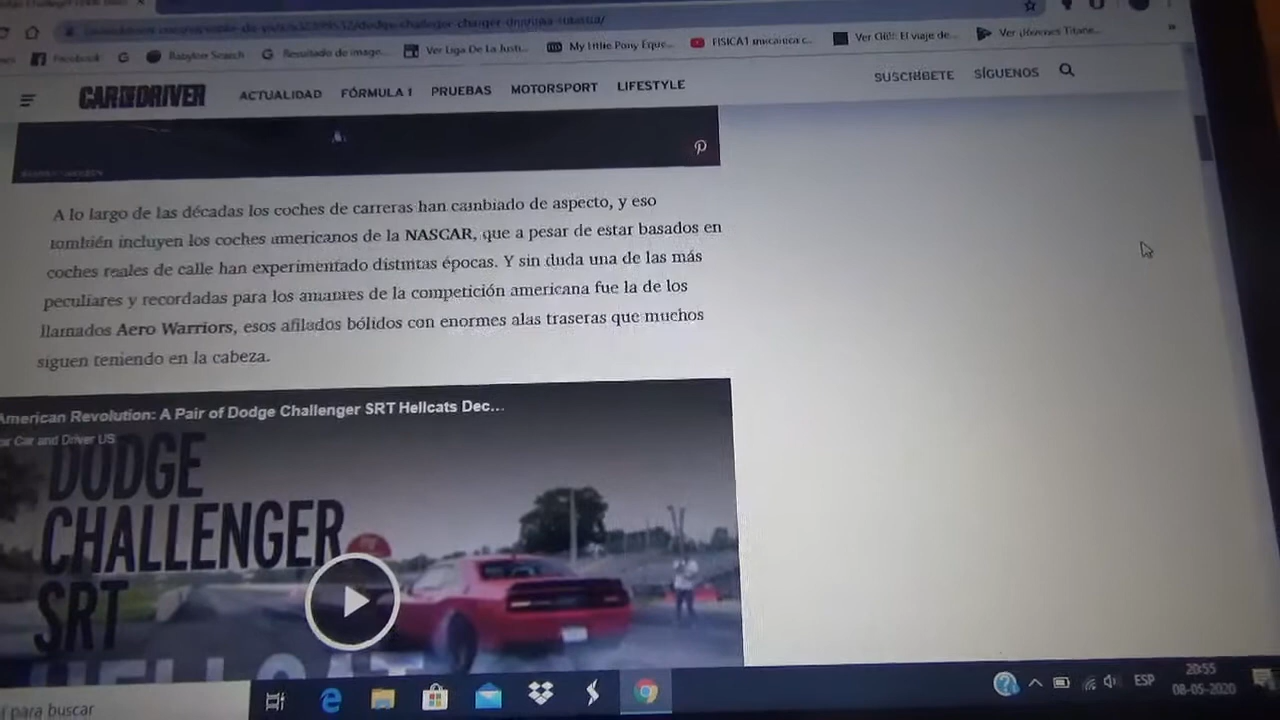 Facebook
G
Babylon Search
G Resultado de image...
Ver Liga De La Justi...
My Little Pony Eque...
FISICA1 mecánica c...
Ver Ch!!: El viaje de...
Ver ¡Jóvenes Titane...
»
CAR AND DRIVER
ACTUALIDAD
FÓRMULA 1
PRUEBAS
MOTORSPORT
LIFESTYLE
SUSCRÍBETE
SÍGUENOS
A lo largo de las décadas los coches de carreras han cambiado de aspecto, y eso
también incluyen los coches americanos de la NASCAR, que a pesar de estar basados en
coches reales de calle han experimentado distintas épocas. Y sin duda una de las más
peculiares y recordadas para los amantes de la competición americana fue la de los
llamados Aero Warriors, esos afilados bólidos con enormes alas traseras que muchos
siguen teniendo en la cabeza.
American Revolution: A Pair of Dodge Challenger SRT Hellcats Dec...
Car and Driver US
DODGE
CHALLENGER
SRT
HELLCAT
para buscar
ESP
20:55
08-05-2020